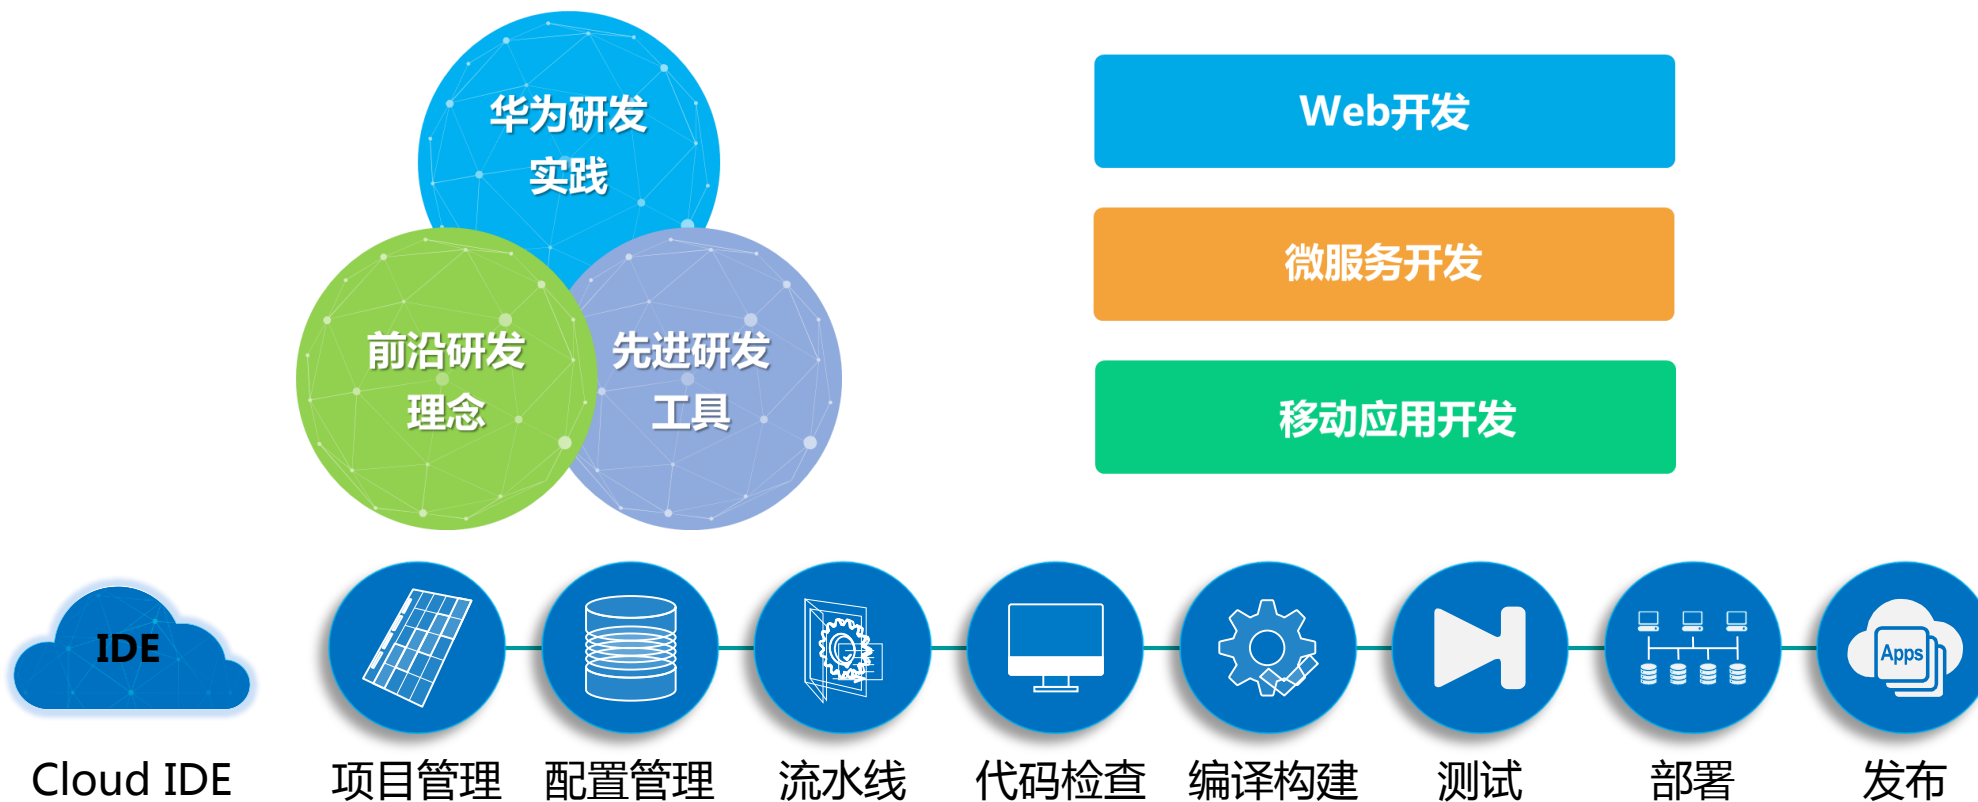 华为研发
实践
前沿研发
理念
先进研发
工具
Web开发
微服务开发
移动应用开发
IDE
Apps
Cloud IDE
项目管理
配置管理
流水线
代码检查
编译构建
测试
部署
发布